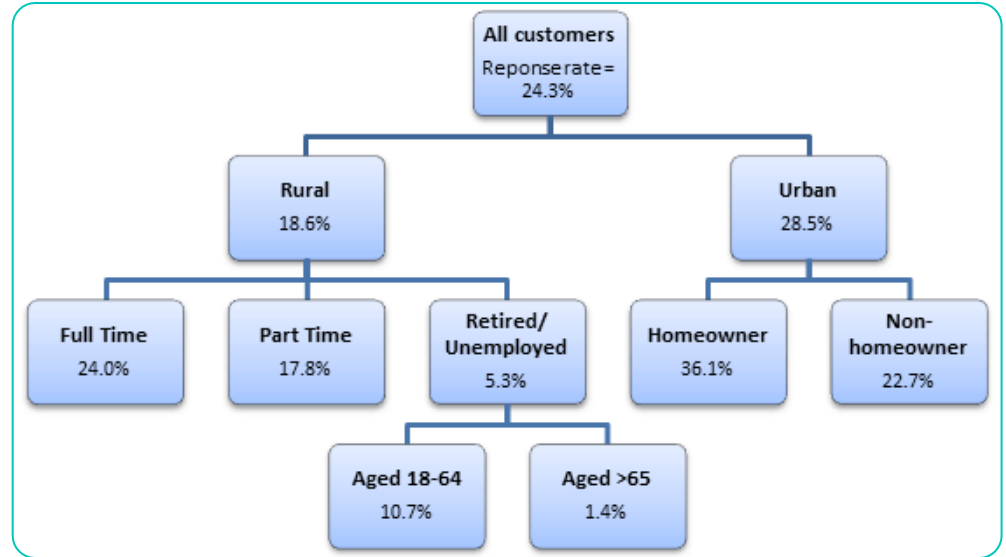 All customers
Reponserate=
24.3%
Rural
18.6%
Urban
28.5%
Full Time
24.0%
Part Time
17.8%
Retired/
Unemployed
5.3%
Homeowner
36.1%
Non-
homeowner
22.7%
Aged 18-64
10.7%
Aged >65
1.4%